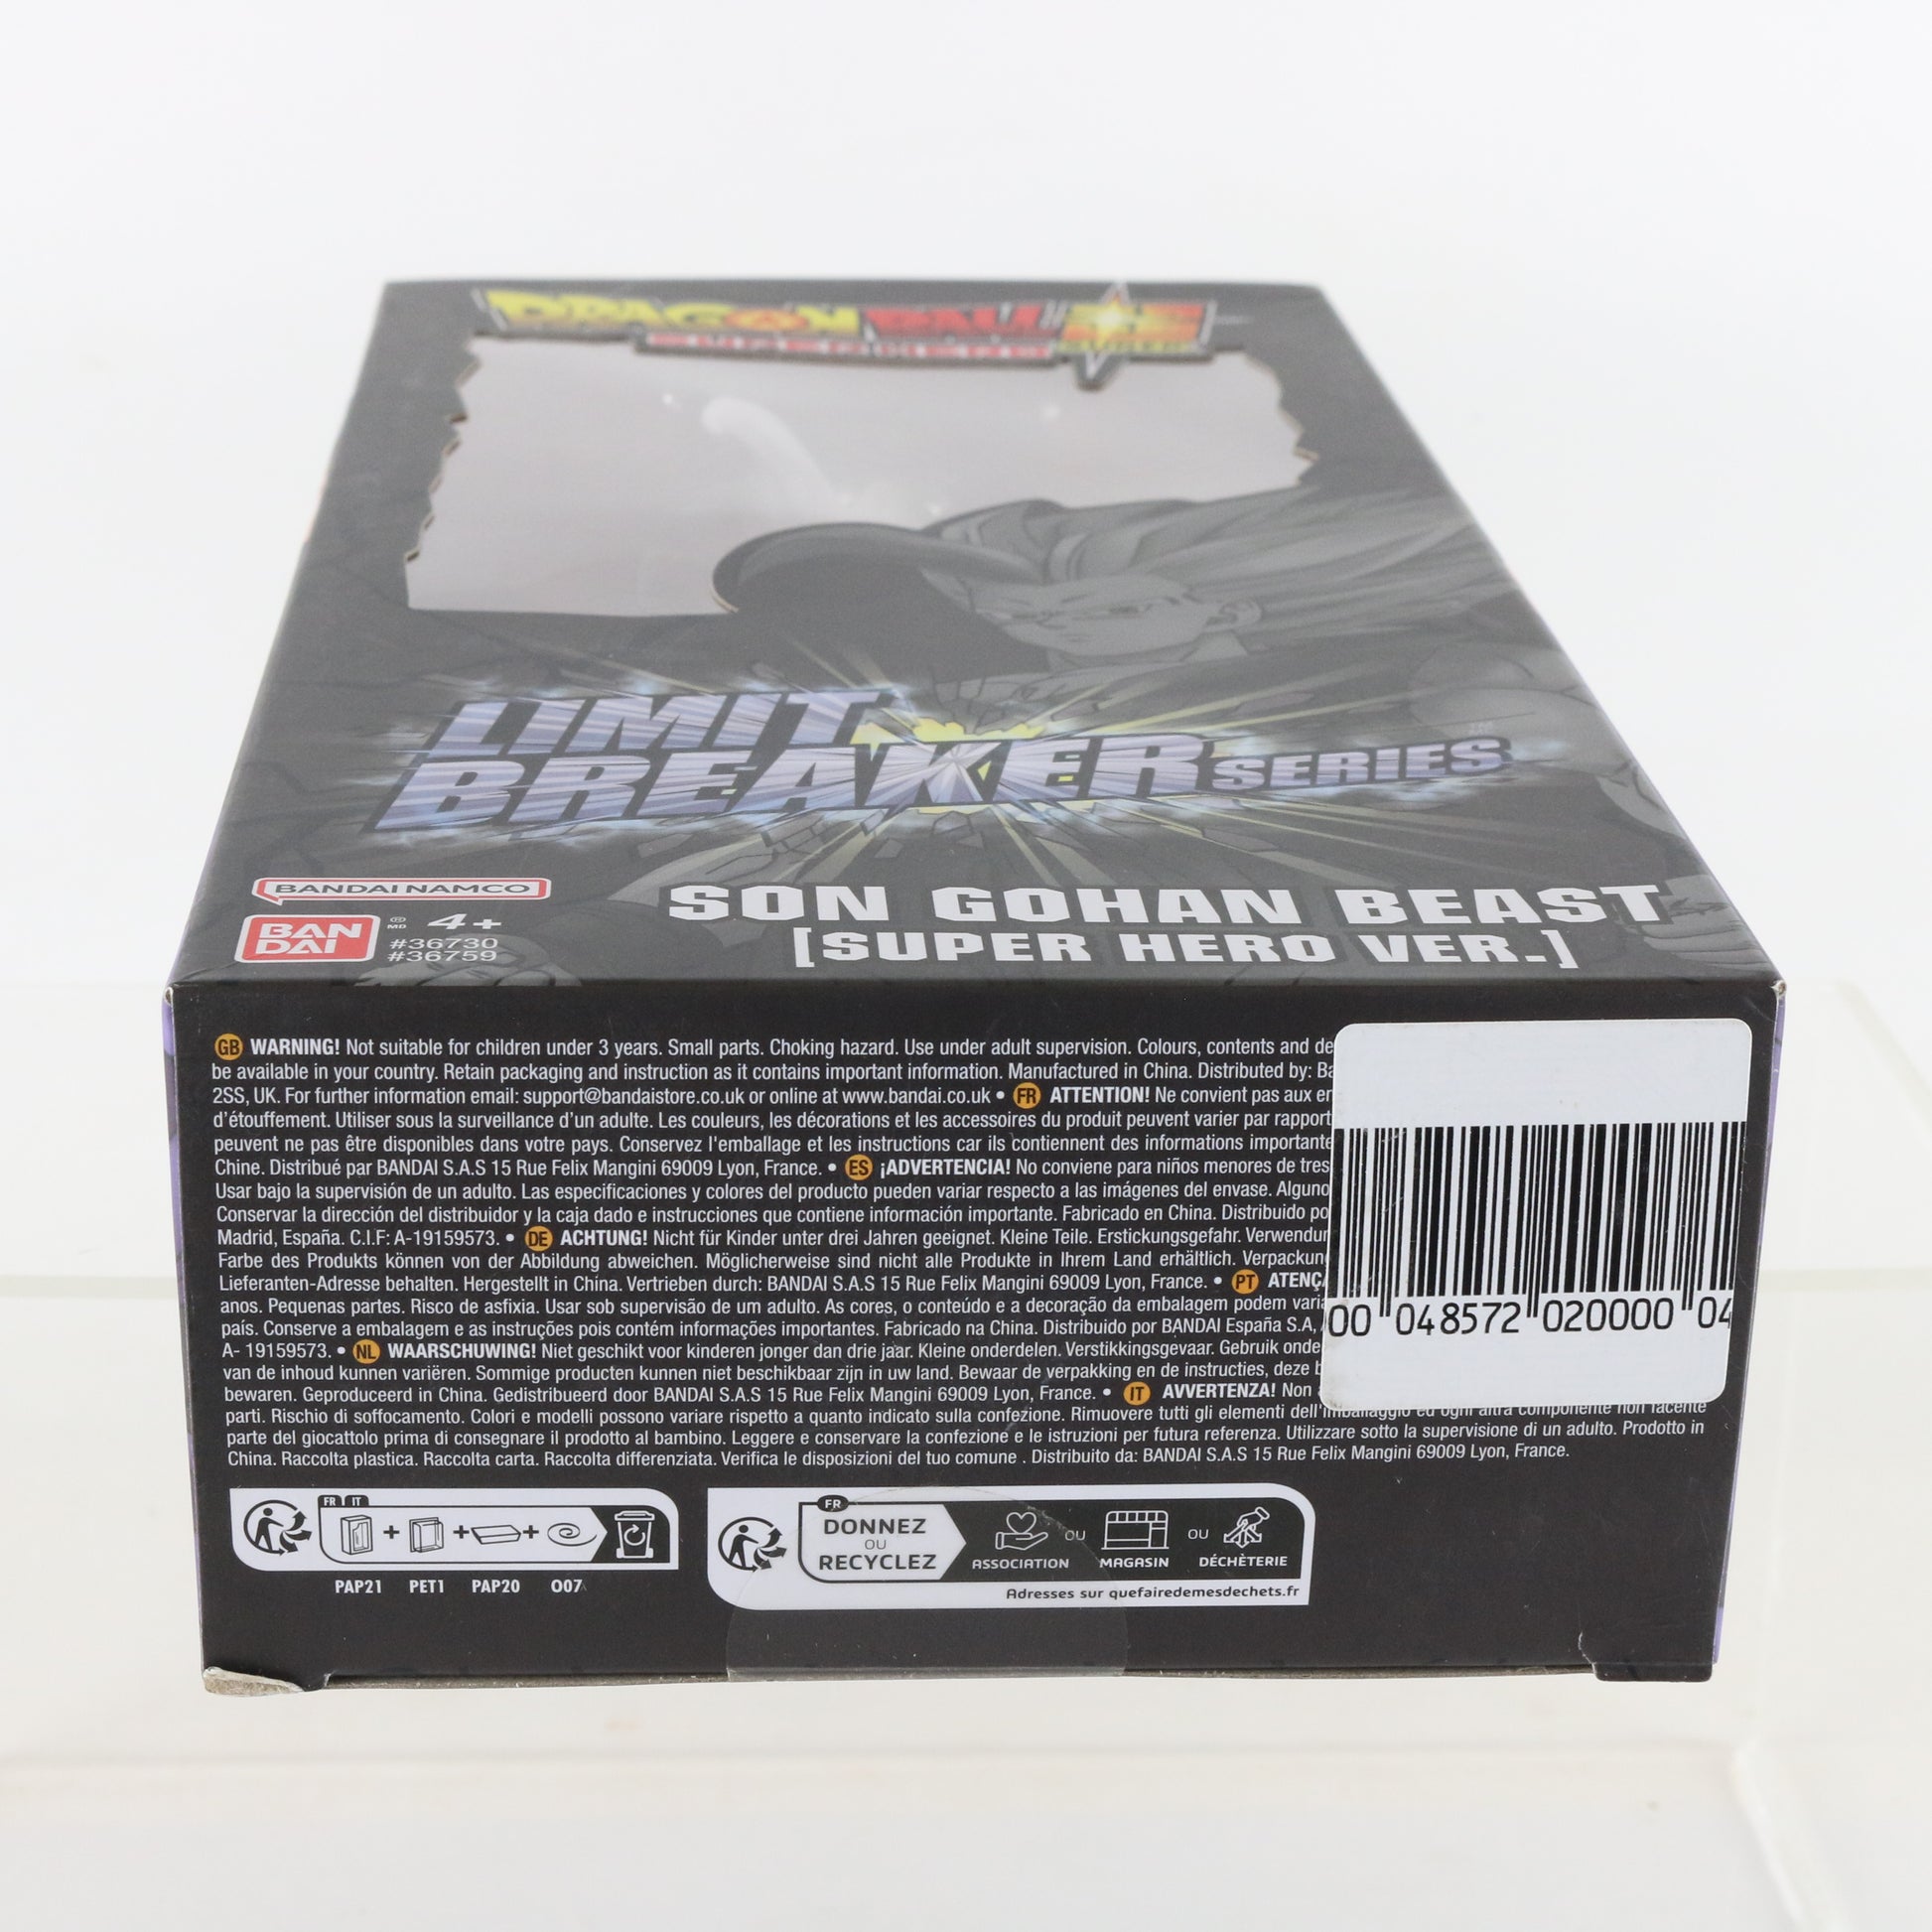 DRAGON BALL SUPER
SUPER HERO
LIMIT
BREAKER SERIES
BANDAI NAMCO
BAN
DAI
® MD 4+
#36730
#36759
SON GOHAN BEAST
[SUPER HERO VER.]
GB WARNING! Not suitable for children under 3 years. Small parts. Choking hazard. Use under adult supervision. Colours, contents and de
be available in your country. Retain packaging and instruction as it contains important information. Manufactured in China. Distributed by: Ba
2SS, UK. For further information email: support@bandaistore.co.uk or online at www.bandai.co.uk • FR ATTENTION! Ne convient pas aux en
d'étouffement. Utiliser sous la surveillance d'un adulte. Les couleurs, les décorations et les accessoires du produit peuvent varier par rapport
peuvent ne pas être disponibles dans votre pays. Conservez l'emballage et les instructions car ils contiennent des informations importante
Chine. Distribué par BANDAI S.A.S 15 Rue Felix Mangini 69009 Lyon, France. • ES ¡ADVERTENCIA! No conviene para niños menores de tres
Usar bajo la supervisión de un adulto. Las especificaciones y colores del producto pueden variar respecto a las imágenes del envase. Alguno
Conservar la dirección del distribuidor y la caja dado e instrucciones que contiene información importante. Fabricado en China. Distribuido po
Madrid, España. C.I.F: A-19159573. • DE ACHTUNG! Nicht für Kinder unter drei Jahren geeignet. Kleine Teile. Erstickungsgefahr. Verwendun
Farbe des Produkts können von der Abbildung abweichen. Möglicherweise sind nicht alle Produkte in Ihrem Land erhältlich. Verpackung
Lieferanten-Adresse behalten. Hergestellt in China. Vertrieben durch: BANDAI S.A.S 15 Rue Felix Mangini 69009 Lyon, France. • PT ATENÇ
anos. Pequenas partes. Risco de asfixia. Usar sob supervisão de um adulto. As cores, o conteúdo e a decoração da embalagem podem varia
país. Conserve a embalagem e as instruções pois contém informações importantes. Fabricado na China. Distribuido por BANDAI España S.A,
A- 19159573. • NL WAARSCHUWING! Niet geschikt voor kinderen jonger dan drie jaar. Kleine onderdelen. Verstikkingsgevaar. Gebruik onde
van de inhoud kunnen variëren. Sommige producten kunnen niet beschikbaar zijn in uw land. Bewaar de verpakking en de instructies, deze b
bewaren. Geproduceerd in China. Gedistribueerd door BANDAI S.A.S 15 Rue Felix Mangini 69009 Lyon, France. • IT AVVERTENZA! Non
parti. Rischio di soffocamento. Colori e modelli possono variare rispetto a quanto indicato sulla confezione. Rimuovere tutti gli elementi dell'imballaggio ed ogni altra componente non facente
parte del giocattolo prima di consegnare il prodotto al bambino. Leggere e conservare la confezione e le istruzioni per futura referenza. Utilizzare sotto la supervisione di un adulto. Prodotto in
China. Raccolta plastica. Raccolta carta. Raccolta differenziata. Verifica le disposizioni del tuo comune . Distribuito da: BANDAI S.A.S 15 Rue Felix Mangini 69009 Lyon, France.
00 048572 020000 04
FR IT
PAP21 PET1 PAP20 O07
FR
DONNEZ
OU
RECYCLEZ
ASSOCIATION OU MAGASIN OU DÉCHÈTERIE
Adresses sur quefairedemesdechets.fr